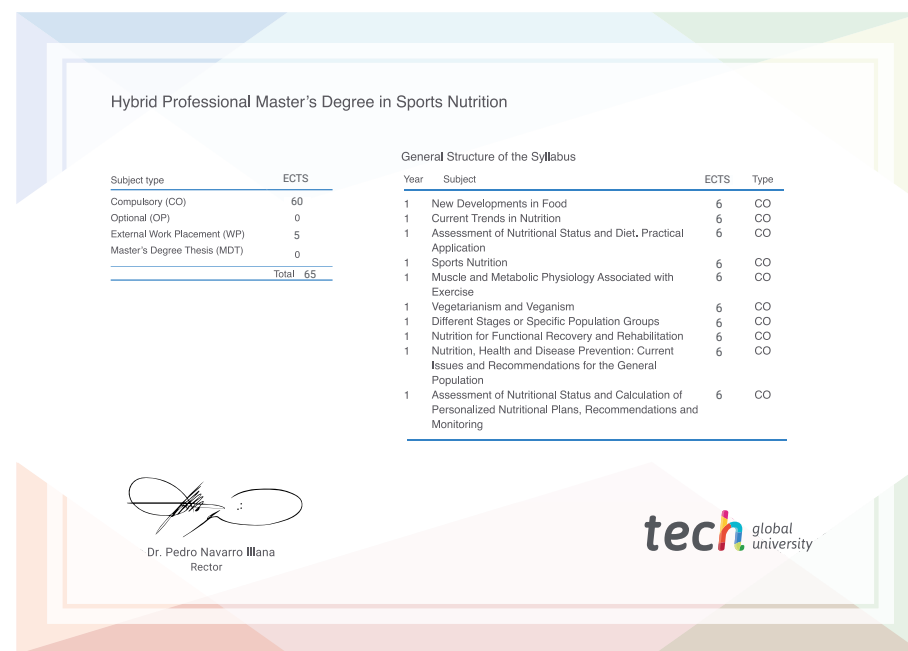 Hybrid Professional Master's Degree in Sports Nutrition
Subject type ECTS
Compulsory (CO) 60
Optional (OP) 0
External Work Placement (WP) 5
Master's Degree Thesis (MDT) 0
Total 65
General Structure of the Syllabus
Year Subject ECTS Type
1 New Developments in Food 6 CO
1 Current Trends in Nutrition 6 CO
1 Assessment of Nutritional Status and Diet. Practical 6 CO
Application
1 Sports Nutrition 6 CO
1 Muscle and Metabolic Physiology Associated with 6 CO
Exercise
1 Vegetarianism and Veganism 6 CO
1 Different Stages or Specific Population Groups 6 CO
1 Nutrition for Functional Recovery and Rehabilitation 6 CO
1 Nutrition, Health and Disease Prevention: Current 6 CO
Issues and Recommendations for the General
Population
1 Assessment of Nutritional Status and Calculation of 6 CO
Personalized Nutritional Plans, Recommendations and
Monitoring
Dr. Pedro Navarro Illana
Rector
tech global
university